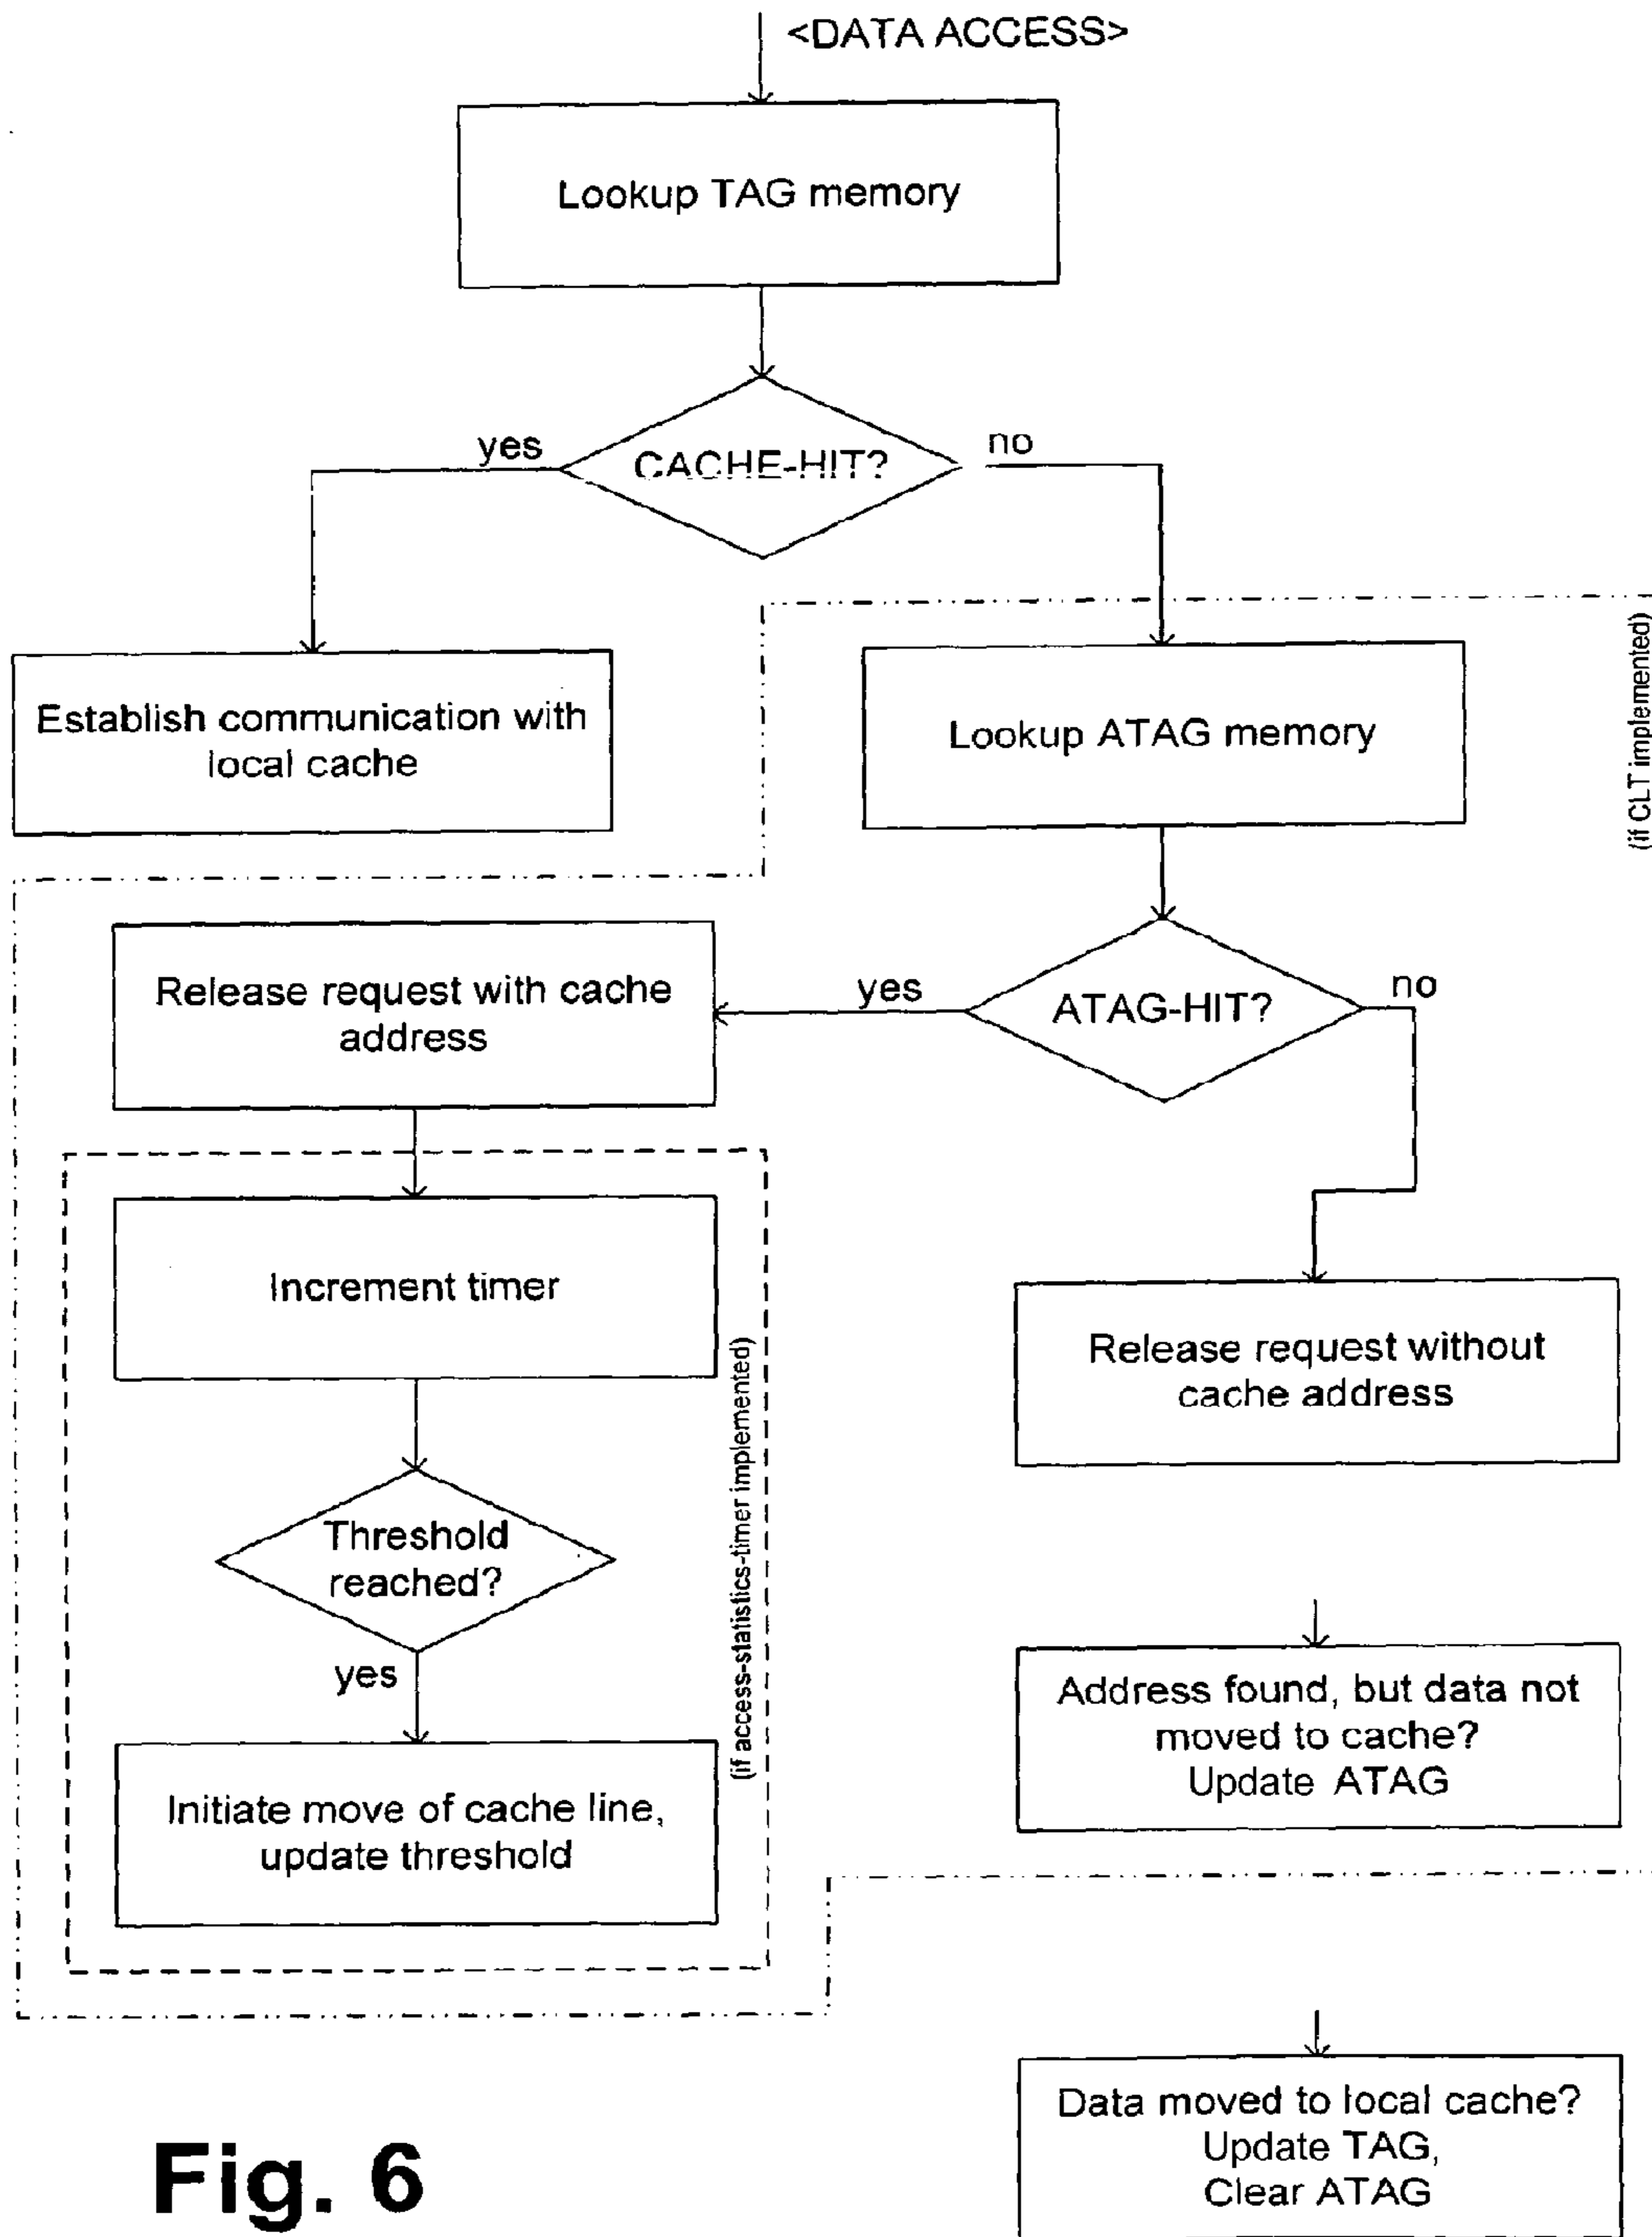 <DATA ACCESS>
Lookup TAG memory
yes
CACHE-HIT?
no
Establish communication with
local cache
Lookup ATAG memory
(if CLT implemented)
Release request with cache
address
yes
ATAG-HIT?
no
Increment timer
Release request without
cache address
(if access-statistics-timer implemented)
Threshold
reached?
yes
Address found, but data not
moved to cache?
Update ATAG
Initiate move of cache line,
update threshold
Data moved to local cache?
Update TAG,
Clear ATAG
Fig. 6